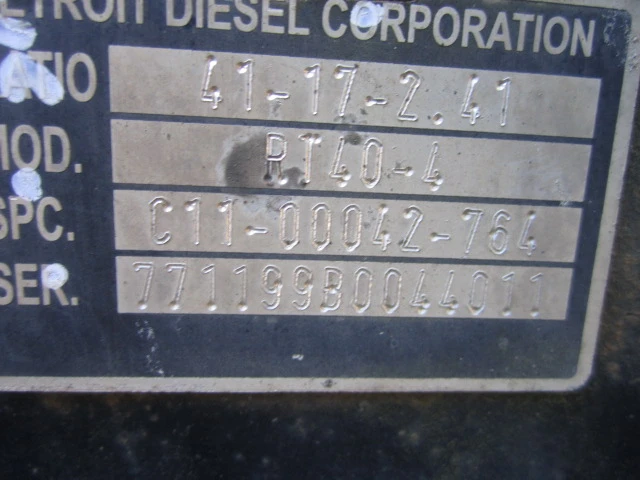 ETROIT DIESEL CORPORATION
ATIO 41-17-2.41
MOD. RT40-4
SPC. C11-00042-764
SER. 771199B0044011